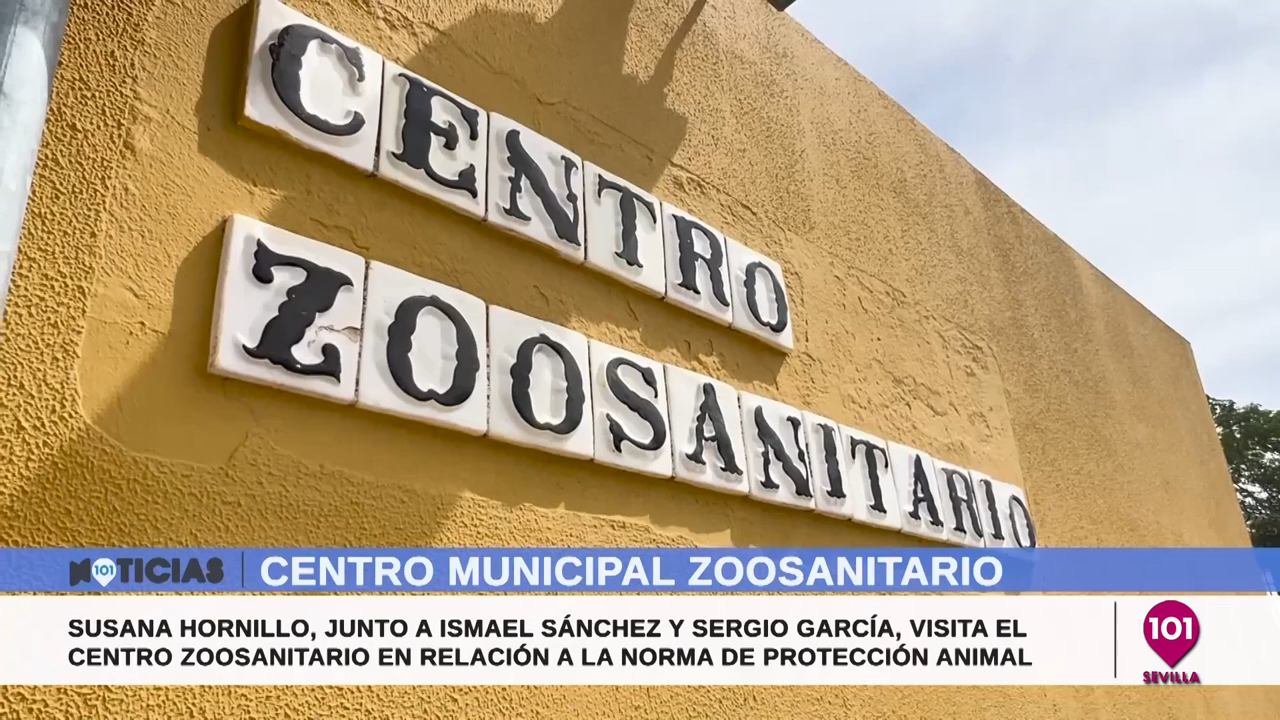 CENTRO
ZOOSANITARIO
NOTICIAS 101
CENTRO MUNICIPAL ZOOSANITARIO
SUSANA HORNILLO, JUNTO A ISMAEL SÁNCHEZ Y SERGIO GARCÍA, VISITA EL
CENTRO ZOOSANITARIO EN RELACIÓN A LA NORMA DE PROTECCIÓN ANIMAL
101
SEVILLA